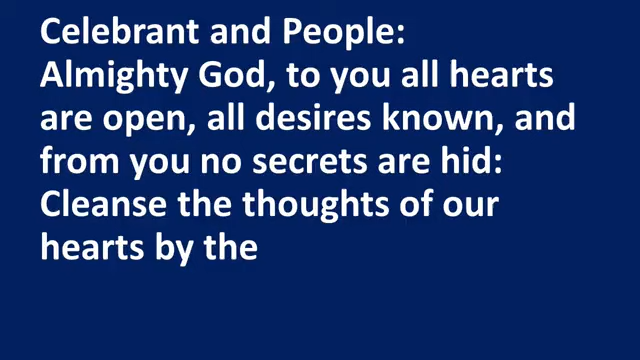 Celebrant and People:
Almighty God, to you all hearts
are open, all desires known, and
from you no secrets are hid:
Cleanse the thoughts of our
hearts by the